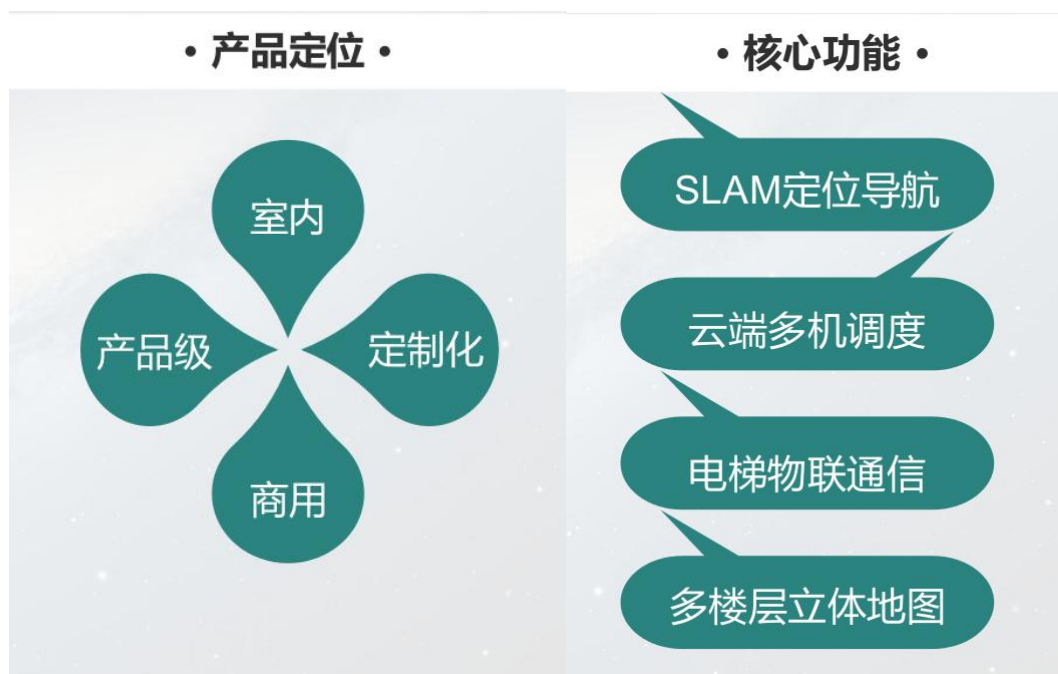 • 产品定位 •
室内
产品级
定制化
商用
• 核心功能 •
SLAM定位导航
云端多机调度
电梯物联通信
多楼层立体地图